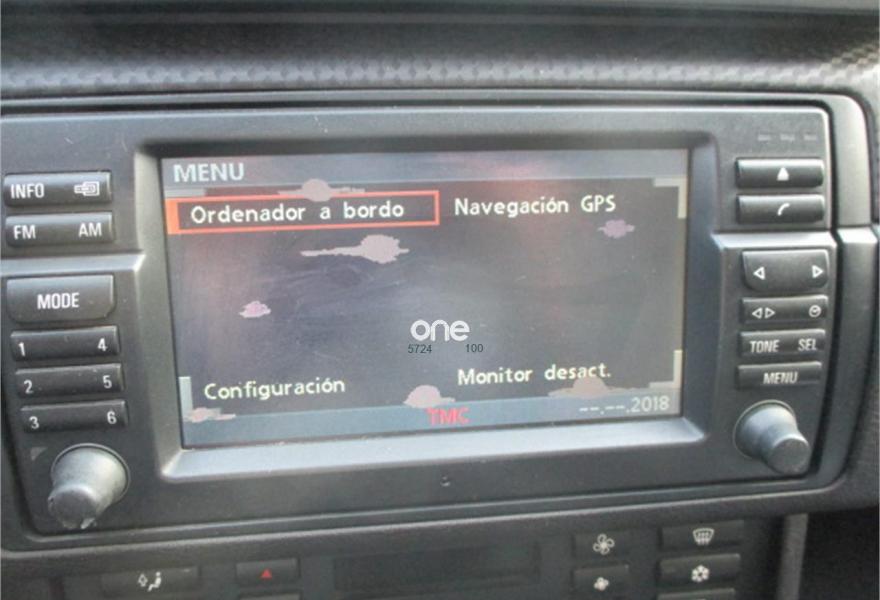 MENU
Ordenador a bordo
Navegación GPS
one
5724 100
Configuración
Monitor desact.
TMC
--.--.2018
INFO
FM AM
MODE
1 4
2 5
3 6
TONE SEL
MENU